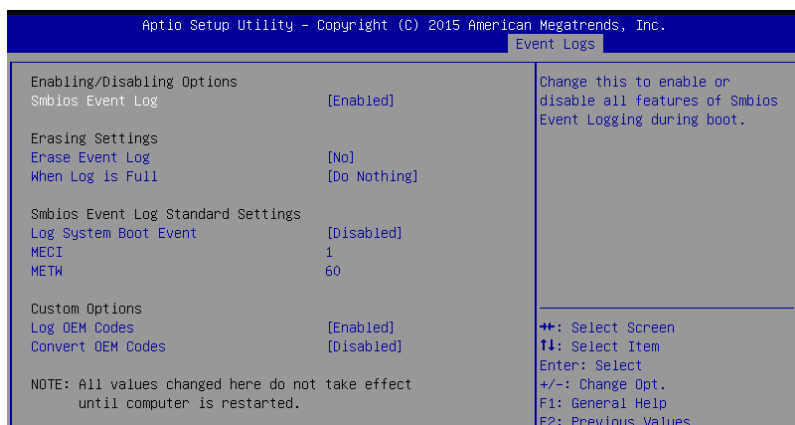 Aptio Setup Utility – Copyright (C) 2015 American Megatrends, Inc.
Event Logs
Enabling/Disabling Options
Smbios Event Log [Enabled]
Erasing Settings
Erase Event Log [No]
When Log is Full [Do Nothing]
Smbios Event Log Standard Settings
Log System Boot Event [Disabled]
MECI 1
METW 60
Custom Options
Log OEM Codes [Enabled]
Convert OEM Codes [Disabled]
NOTE: All values changed here do not take effect
until computer is restarted.
Change this to enable or
disable all features of Smbios
Event Logging during boot.
→←: Select Screen
↑↓: Select Item
Enter: Select
+/-: Change Opt.
F1: General Help
F2: Previous Values